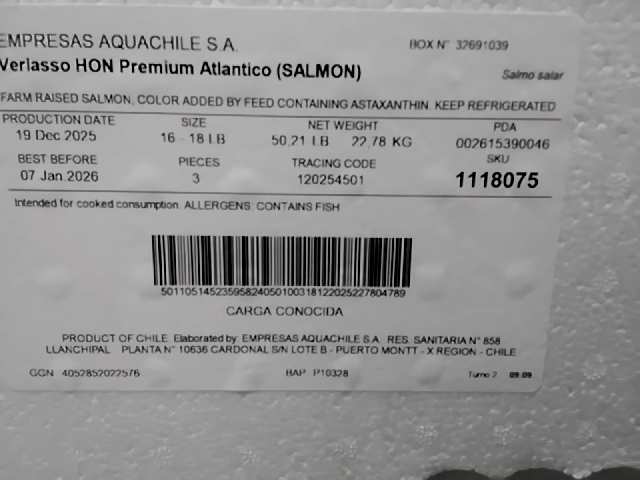 EMPRESAS AQUACHILE S.A.
BOX N° 32691039
Verlasso HON Premium Atlantico (SALMON)
Salmo salar
FARM RAISED SALMON, COLOR ADDED BY FEED CONTAINING ASTAXANTHIN. KEEP REFRIGERATED
PRODUCTION DATE SIZE NET WEIGHT PDA
19 Dec 2025 16 - 18 LB 50,21 LB 22,78 KG 002615390046
BEST BEFORE PIECES TRACING CODE SKU
07 Jan 2026 3 120254501 1118075
Intended for cooked consumption. ALLERGENS: CONTAINS FISH
50110514523595824050100318122025227804789
CARGA CONOCIDA
PRODUCT OF CHILE. Elaborated by: EMPRESAS AQUACHILE S.A. RES. SANITARIA N° 858
LLANCHIPAL PLANTA N° 10636 CARDONAL S/N LOTE B - PUERTO MONTT - X REGION - CHILE
GGN 4052852022576 BAP P10328 Turno 2 09:09